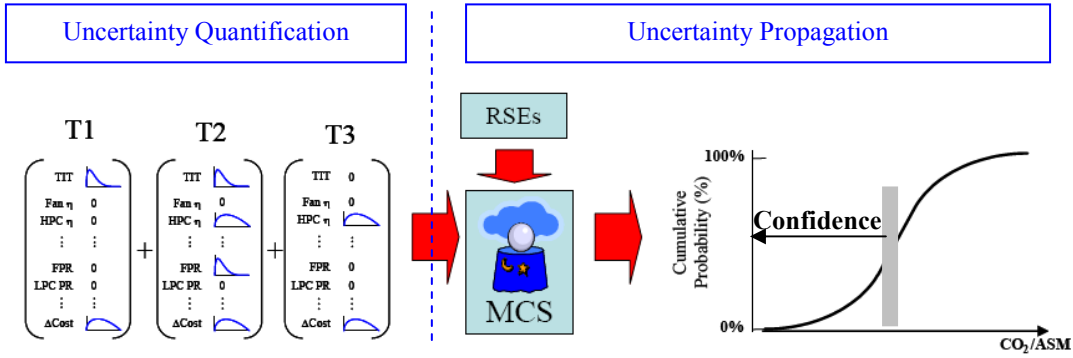 Uncertainty Quantification
Uncertainty Propagation
T1
TIT
Fan η 0
HPC η 0
⋮ ⋮
FPR 0
LPC PR 0
⋮ ⋮
ΔCost
+
T2
TIT
Fan η 0
HPC η
⋮ ⋮
FPR
LPC PR 0
⋮ ⋮
ΔCost
+
T3
TIT 0
Fan η 0
HPC η
⋮ ⋮
FPR 0
LPC PR 0
⋮ ⋮
ΔCost
RSEs
MCS
Cumulative
Probability (%)
100%
Confidence
0%
CO₂/ASM